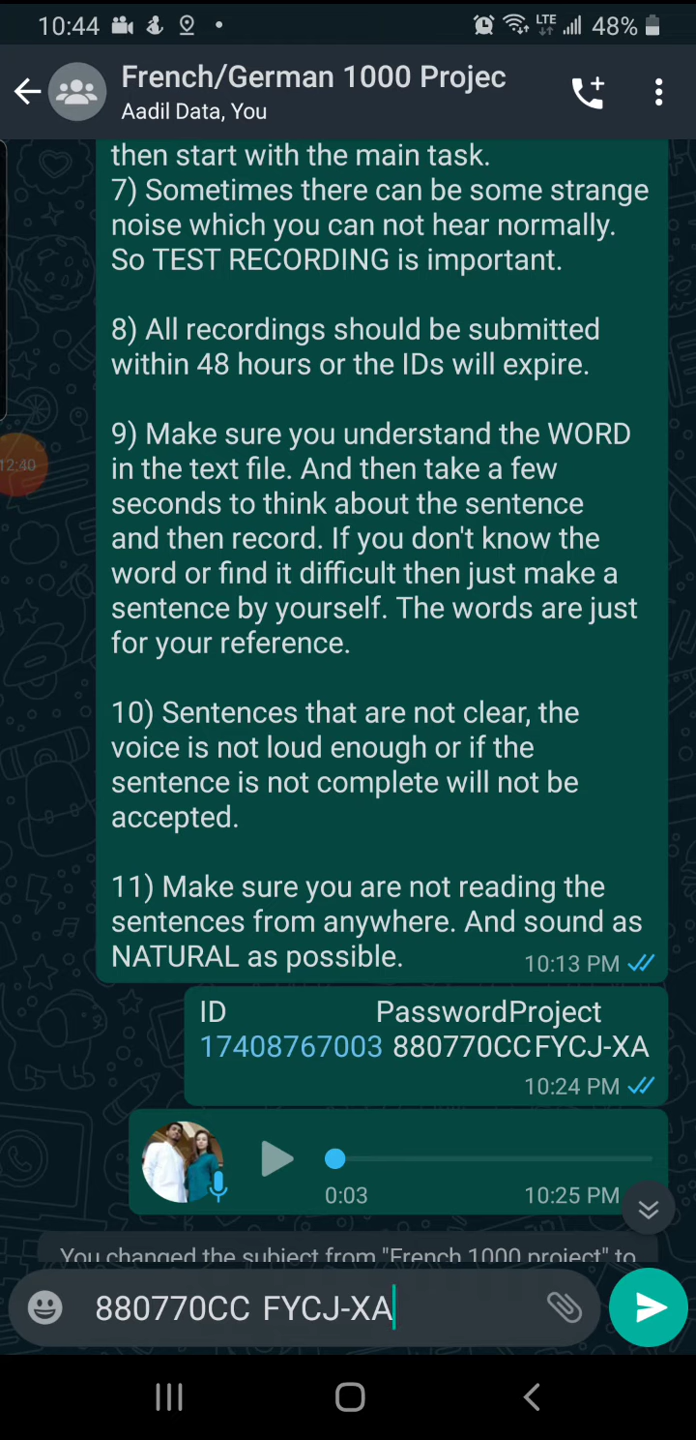 10:44 LTE 48%
French/German 1000 Projec
Aadil Data, You
then start with the main task.
7) Sometimes there can be some strange
noise which you can not hear normally.
So TEST RECORDING is important.
8) All recordings should be submitted
within 48 hours or the IDs will expire.
12:40
9) Make sure you understand the WORD
in the text file. And then take a few
seconds to think about the sentence
and then record. If you don't know the
word or find it difficult then just make a
sentence by yourself. The words are just
for your reference.
10) Sentences that are not clear, the
voice is not loud enough or if the
sentence is not complete will not be
accepted.
11) Make sure you are not reading the
sentences from anywhere. And sound as
NATURAL as possible.
10:13 PM
ID PasswordProject
17408767003 880770CCFYCJ-XA
10:24 PM
0:03 10:25 PM
You changed the subject from "French 1000 project" to
880770CC FYCJ-XA